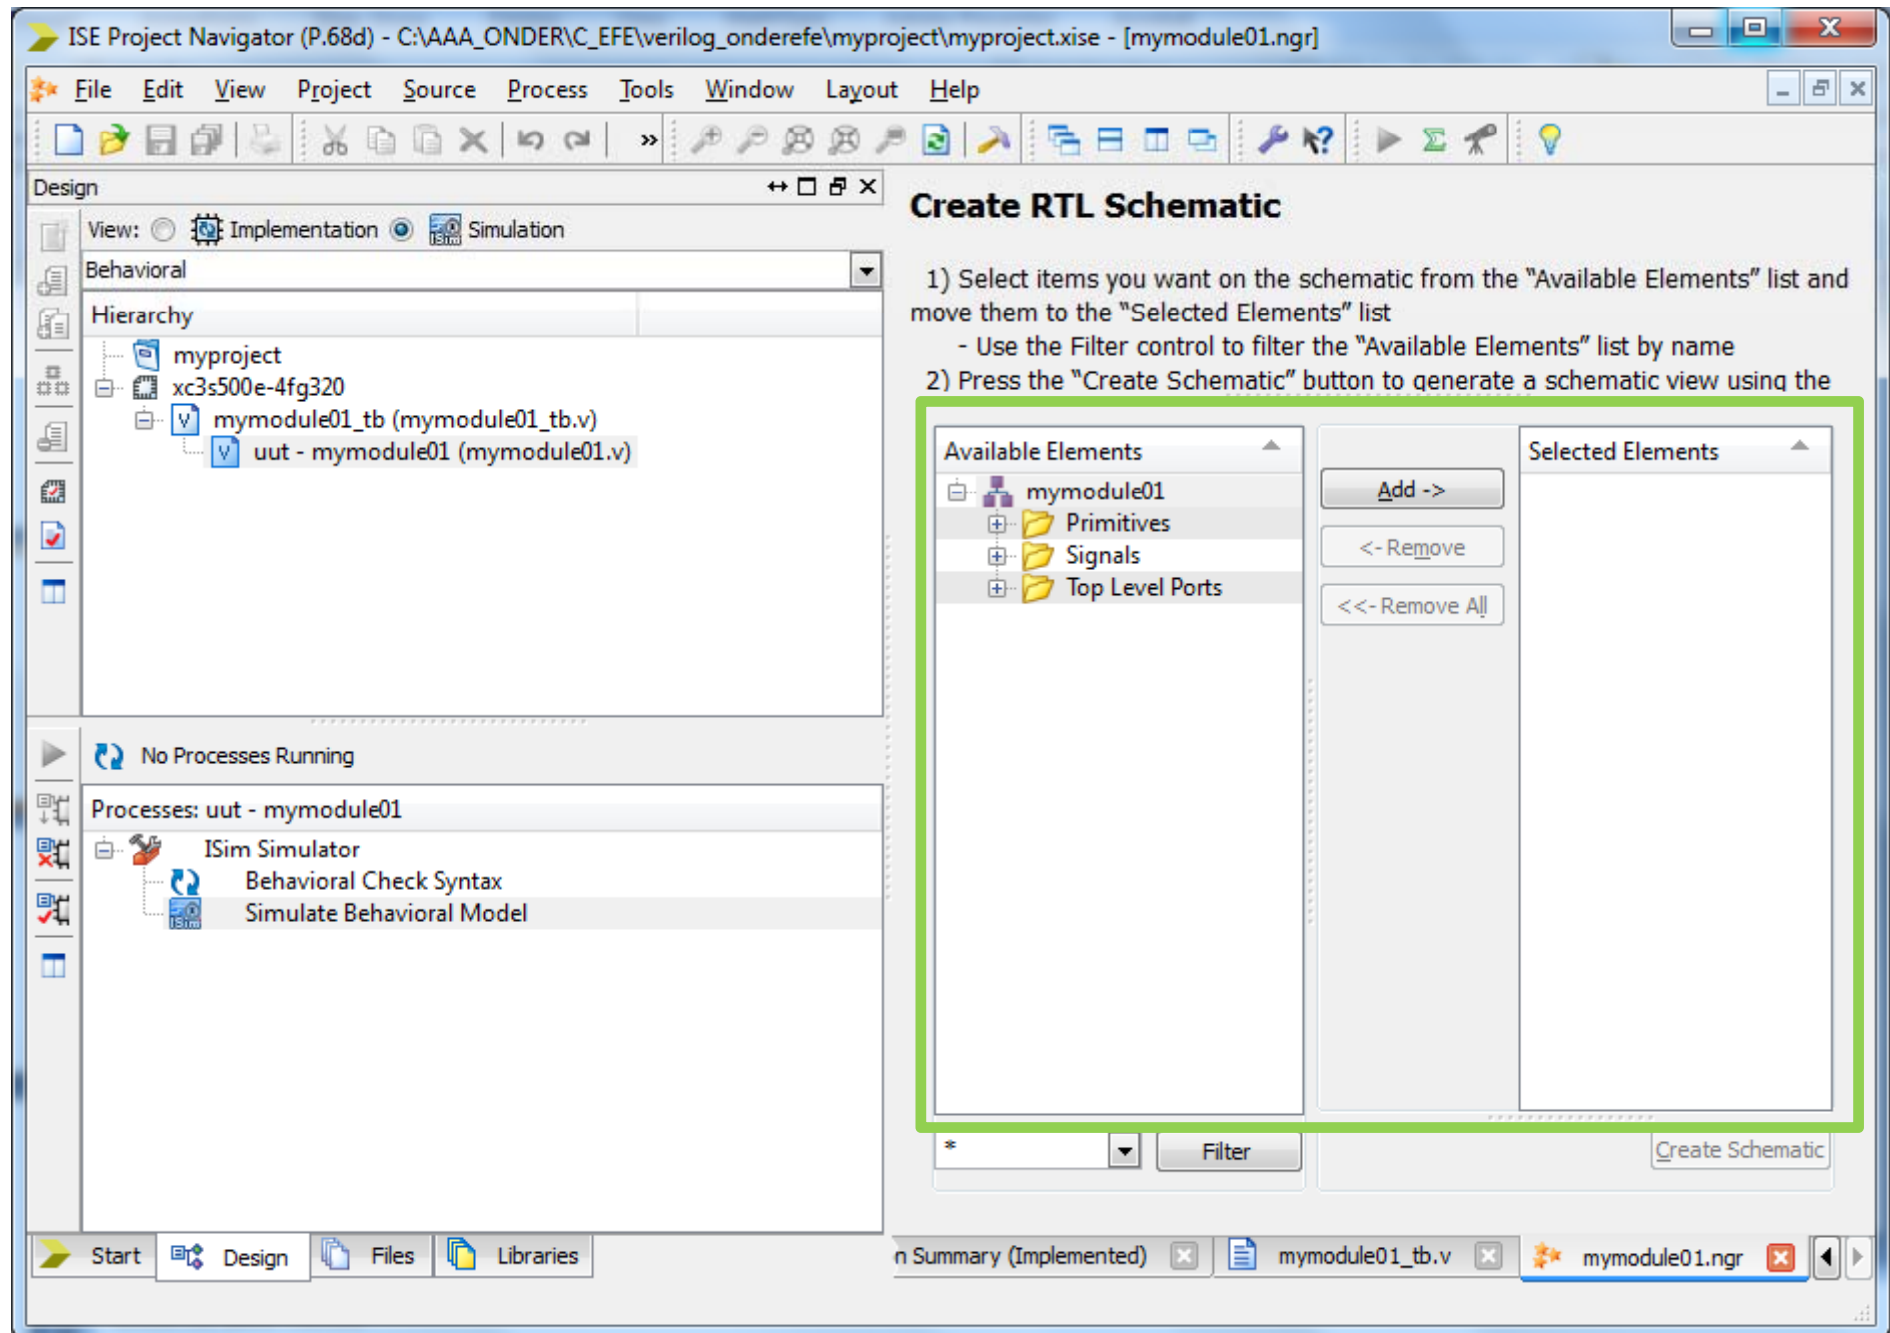 ISE Project Navigator (P.68d) - C:\AAA_ONDER\C_EFE\verilog_onderefe\myproject\myproject.xise - [mymodule01.ngr]
File Edit View Project Source Process Tools Window Layout Help
Design
View: Implementation Simulation
Behavioral
Hierarchy
myproject
xc3s500e-4fg320
mymodule01_tb (mymodule01_tb.v)
uut - mymodule01 (mymodule01.v)
No Processes Running
Processes: uut - mymodule01
ISim Simulator
Behavioral Check Syntax
Simulate Behavioral Model
Start Design Files Libraries
Create RTL Schematic
1) Select items you want on the schematic from the “Available Elements” list and
move them to the “Selected Elements” list
- Use the Filter control to filter the “Available Elements” list by name
2) Press the “Create Schematic” button to generate a schematic view using the
Available Elements
mymodule01
Primitives
Signals
Top Level Ports
Add ->
<- Remove
<<- Remove All
Selected Elements
* Filter
Create Schematic
n Summary (Implemented) mymodule01_tb.v mymodule01.ngr